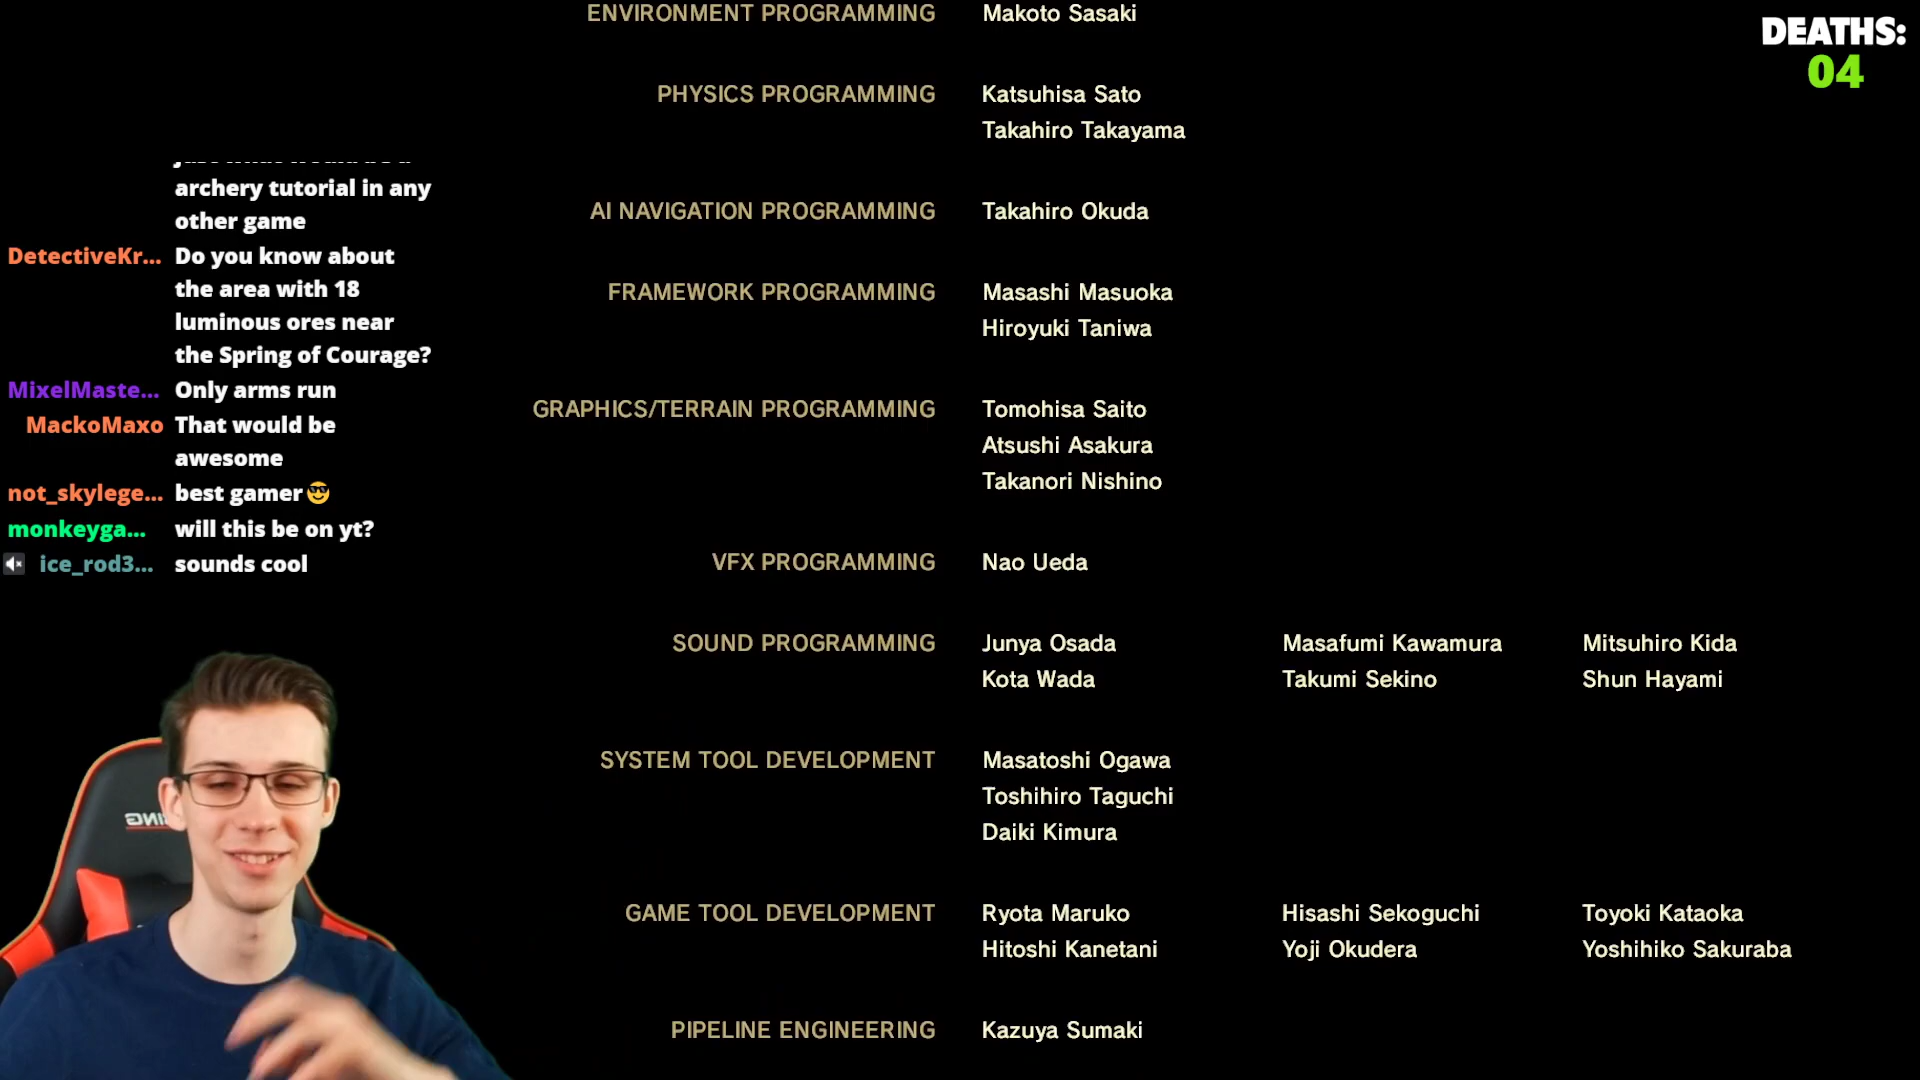 DEATHS:
04
archery tutorial in any
other game
DetectiveKr... Do you know about
the area with 18
luminous ores near
the Spring of Courage?
MixelMaste... Only arms run
MackoMaxo That would be
awesome
not_skylege... best gamer😎
monkeyga... will this be on yt?
ice_rod3... sounds cool
ENVIRONMENT PROGRAMMING Makoto Sasaki
PHYSICS PROGRAMMING Katsuhisa Sato
Takahiro Takayama
AI NAVIGATION PROGRAMMING Takahiro Okuda
FRAMEWORK PROGRAMMING Masashi Masuoka
Hiroyuki Taniwa
GRAPHICS/TERRAIN PROGRAMMING Tomohisa Saito
Atsushi Asakura
Takanori Nishino
VFX PROGRAMMING Nao Ueda
SOUND PROGRAMMING Junya Osada Masafumi Kawamura Mitsuhiro Kida
Kota Wada Takumi Sekino Shun Hayami
SYSTEM TOOL DEVELOPMENT Masatoshi Ogawa
Toshihiro Taguchi
Daiki Kimura
GAME TOOL DEVELOPMENT Ryota Maruko Hisashi Sekoguchi Toyoki Kataoka
Hitoshi Kanetani Yoji Okudera Yoshihiko Sakuraba
PIPELINE ENGINEERING Kazuya Sumaki